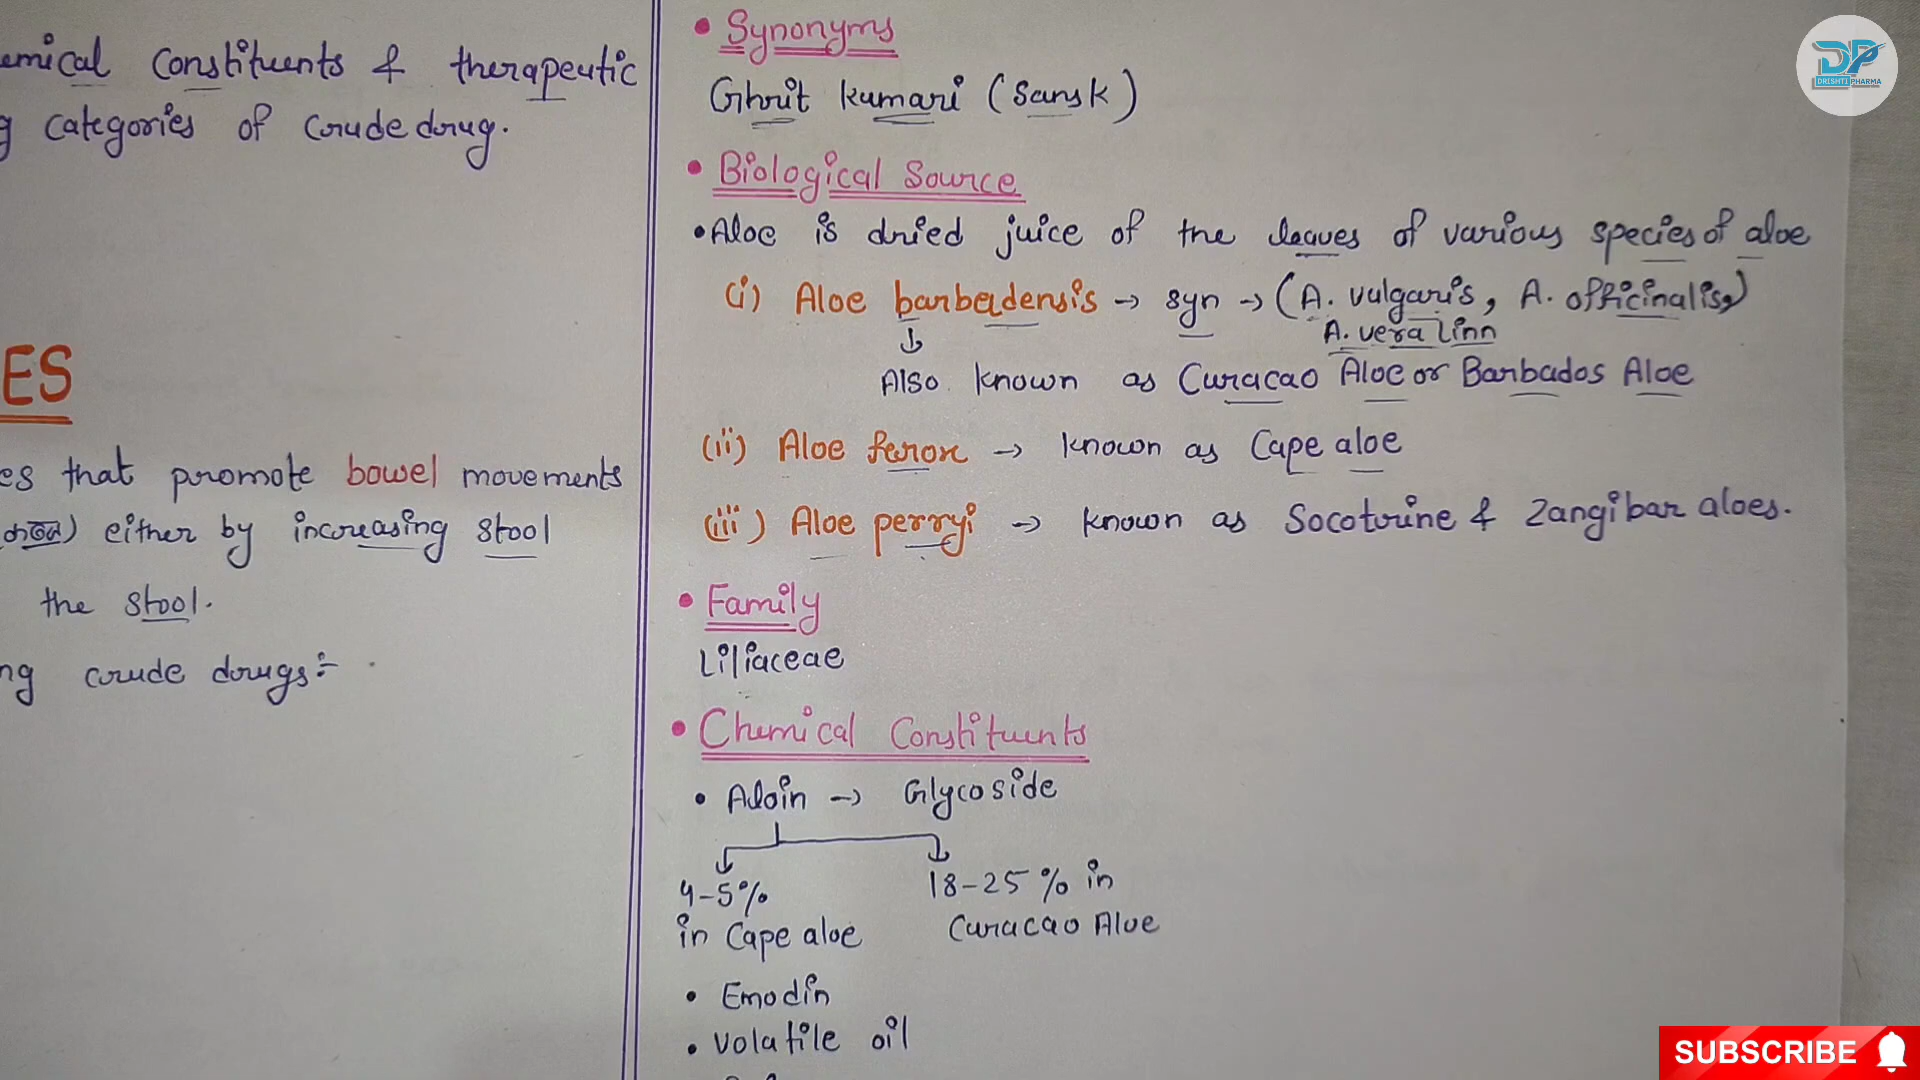 emical Constituents & therapeutic
g categories of crude drug.
ES
es that promote bowel movements
either by increasing stool
the stool.
ng crude drugs:-
• Synonyms
Ghrit kumari (Sansk)
• Biological Source
• Aloe is dried juice of the leaves of various species of aloe
(i) Aloe barbadensis → syn → (A. vulgaris, A. officinalis,)
A. vera linn
↓
Also known as Curacao Aloe or Barbados Aloe
(ii) Aloe ferox → known as Cape aloe
(iii) Aloe perryi → known as Socotrine & Zangibar aloes.
• Family
Liliaceae
• Chemical Constituents
• Aloin → Glycoside
4-5% 18-25% in
in Cape aloe Curacao Aloe
• Emodin
• Volatile oil
DP
DRISHTI PHARMA
SUBSCRIBE